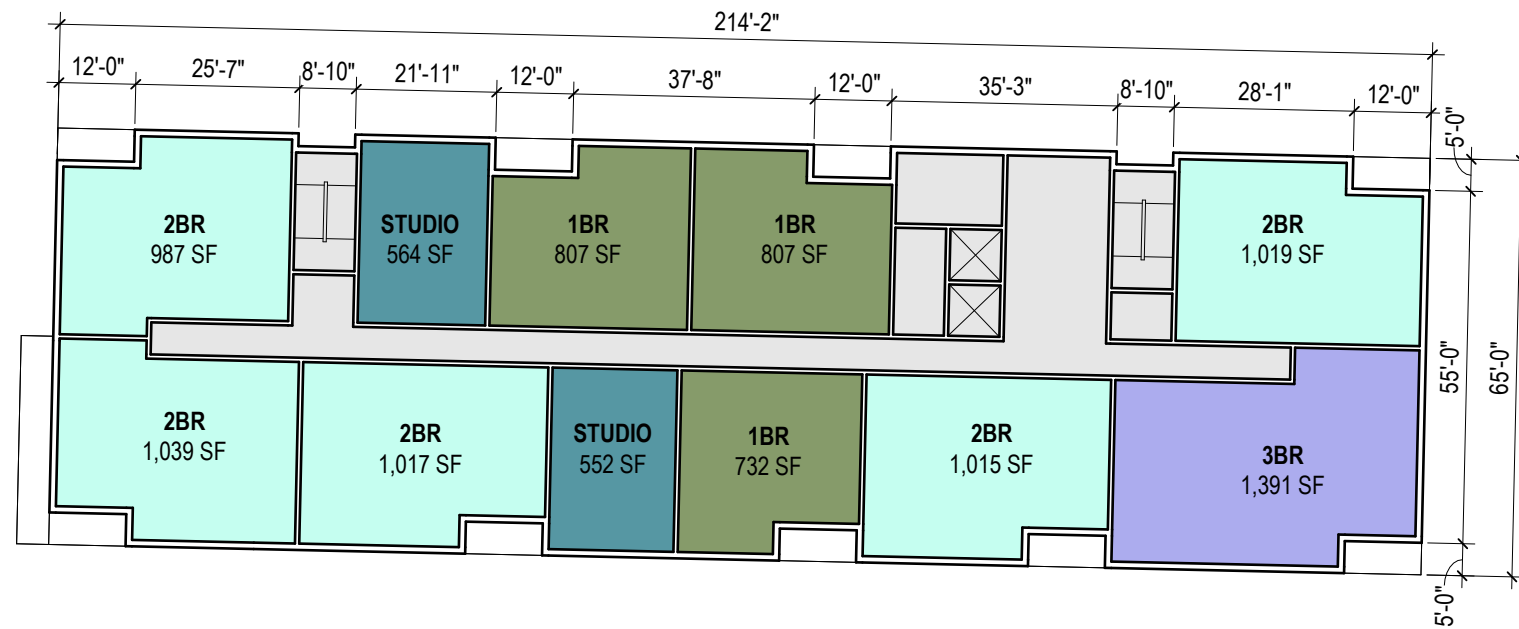 214'-2"
12'-0"
25'-7"
8'-10"
21'-11"
12'-0"
37'-8"
12'-0"
35'-3"
8'-10"
28'-1"
12'-0"
5'-0"
2BR
987 SF
STUDIO
564 SF
1BR
807 SF
1BR
807 SF
2BR
1,019 SF
55'-0"
65'-0"
2BR
1,039 SF
2BR
1,017 SF
STUDIO
552 SF
1BR
732 SF
2BR
1,015 SF
3BR
1,391 SF
5'-0"